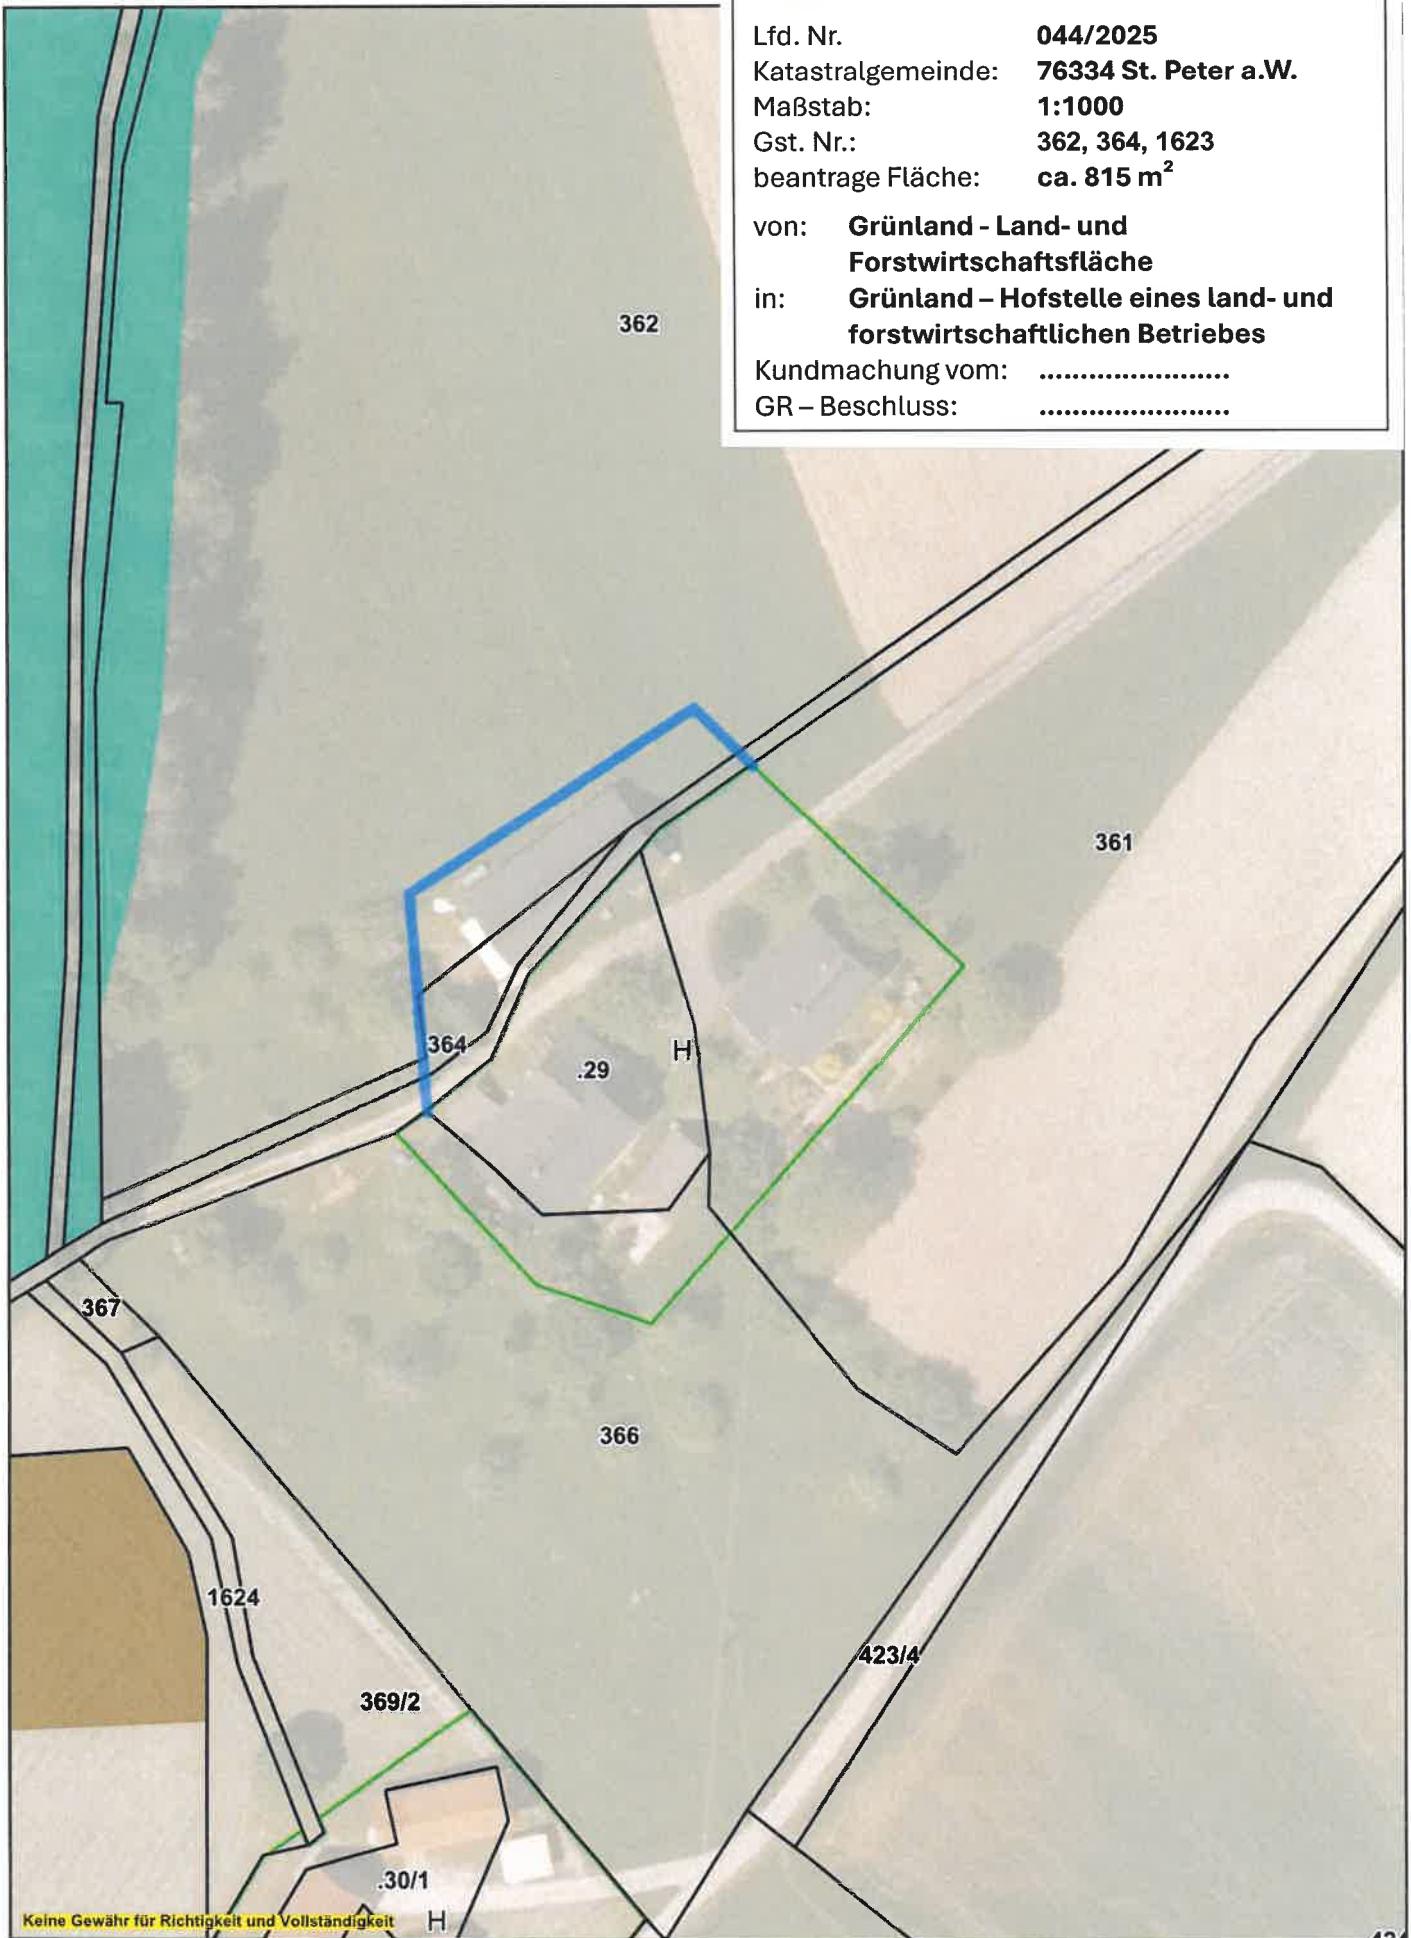 Lfd. Nr. 044/2025
Katastralgemeinde: 76334 St. Peter a.W.
Maßstab: 1:1000
Gst. Nr.: 362, 364, 1623
beantrage Fläche: ca. 815 m²
von: Grünland - Land- und
Forstwirtschaftsfläche
in: Grünland – Hofstelle eines land- und
forstwirtschaftlichen Betriebes
Kundmachung vom: .......................
GR – Beschluss: .......................
362
361
364
H
.29
367
366
1624
423/4
369/2
.30/1
Keine Gewähr für Richtigkeit und Vollständigkeit
H